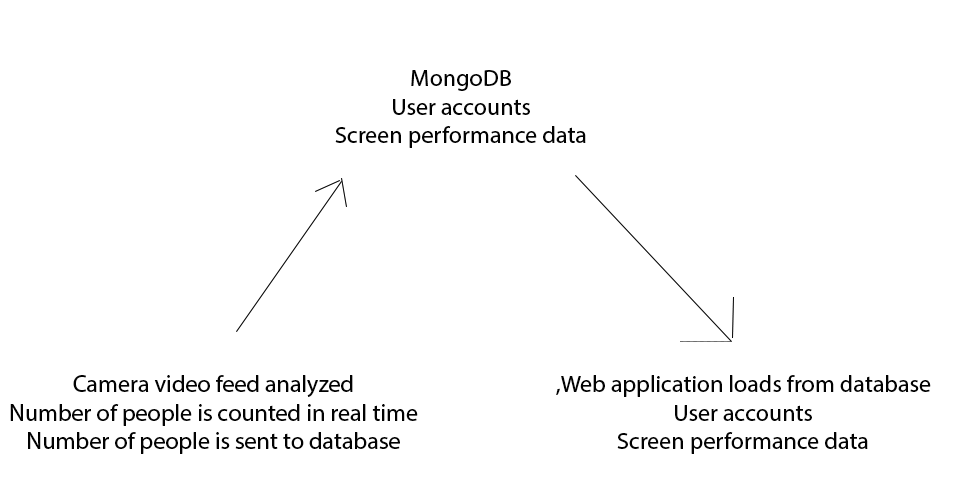 MongoDB
User accounts
Screen performance data
Camera video feed analyzed
Number of people is counted in real time
Number of people is sent to database
,Web application loads from database
User accounts
Screen performance data